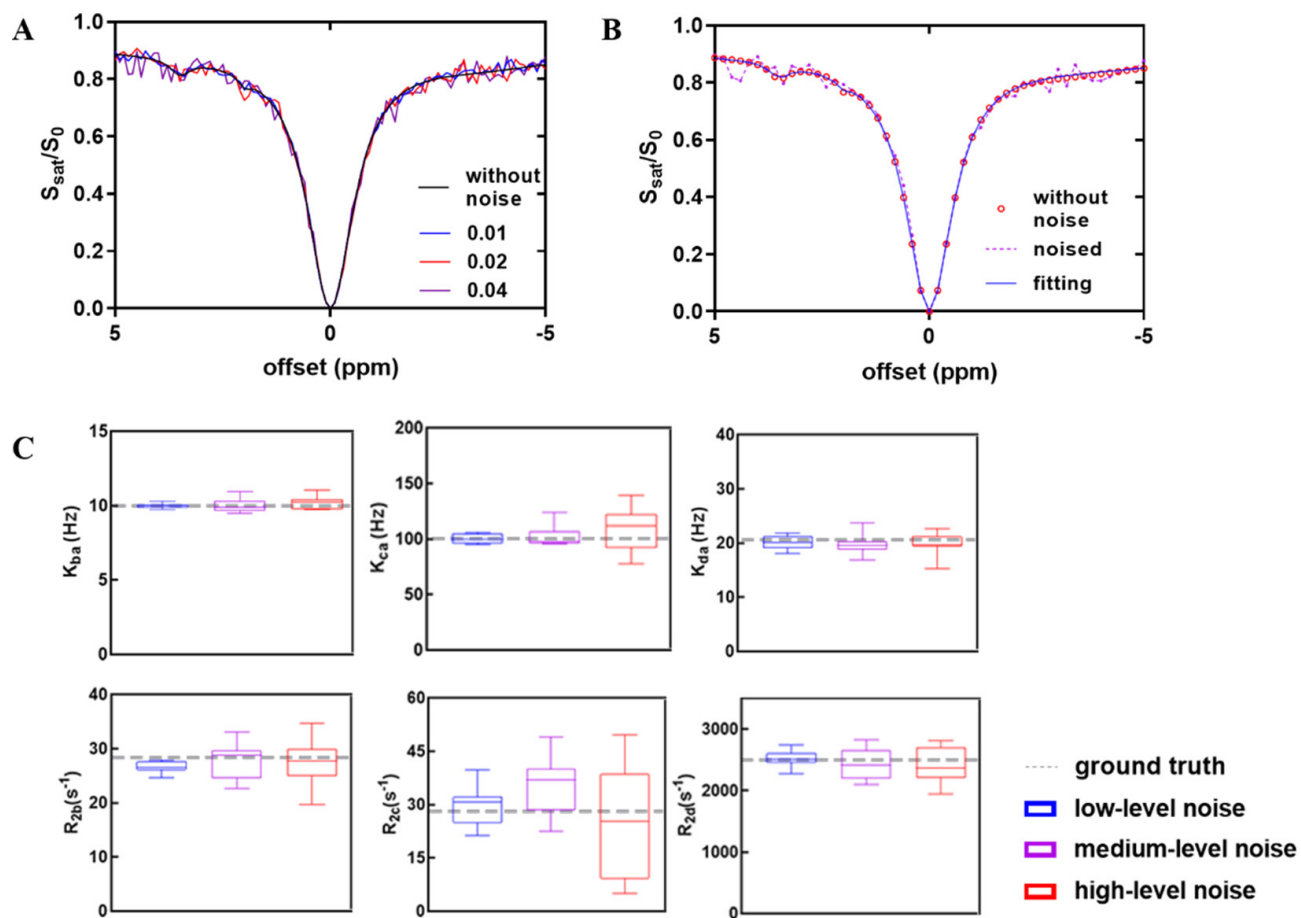 A
1.0
0.8
0.6
0.4
0.2
0.0
S_sat/S_0
without
noise
0.01
0.02
0.04
5
0
-5
offset (ppm)
B
1.0
0.8
0.6
0.4
0.2
0.0
S_sat/S_0
without
noise
noised
fitting
5
0
-5
offset (ppm)
C
15
10
5
0
K_ba (Hz)
200
150
100
50
0
K_ca (Hz)
40
30
20
10
0
K_da (Hz)
40
30
20
10
0
R_2b(s^-1)
60
45
30
15
0
R_2c(s^-1)
3000
2000
1000
0
R_2d(s^-1)
ground truth
low-level noise
medium-level noise
high-level noise